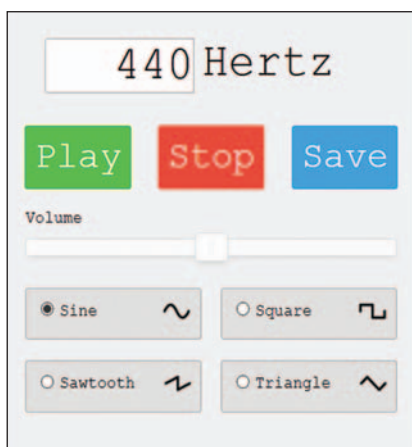 440 Hertz
Play Stop Save
Volume
Sine Square
Sawtooth Triangle